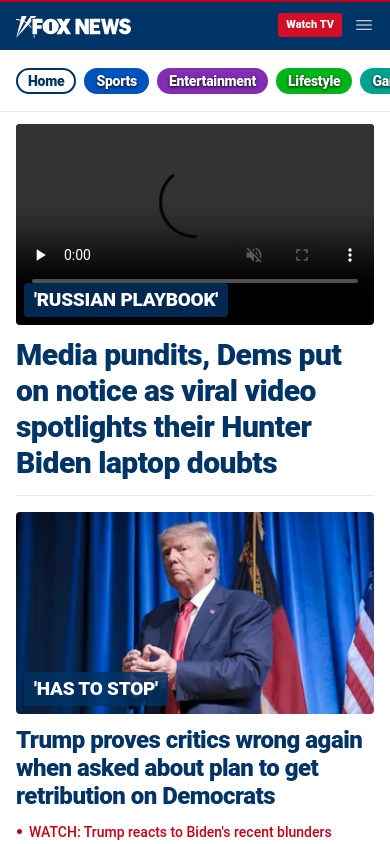 FOX NEWS
Watch TV
Home
Sports
Entertainment
Lifestyle
Ga
0:00
'RUSSIAN PLAYBOOK'
Media pundits, Dems put
on notice as viral video
spotlights their Hunter
Biden laptop doubts
'HAS TO STOP'
Trump proves critics wrong again
when asked about plan to get
retribution on Democrats
• WATCH: Trump reacts to Biden's recent blunders